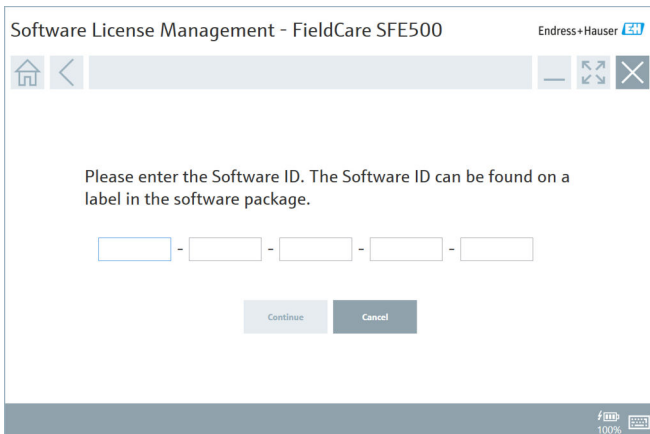 Software License Management - FieldCare SFE500
Endress+Hauser EH
Please enter the Software ID. The Software ID can be found on a
label in the software package.
- - - -
Continue Cancel
100%